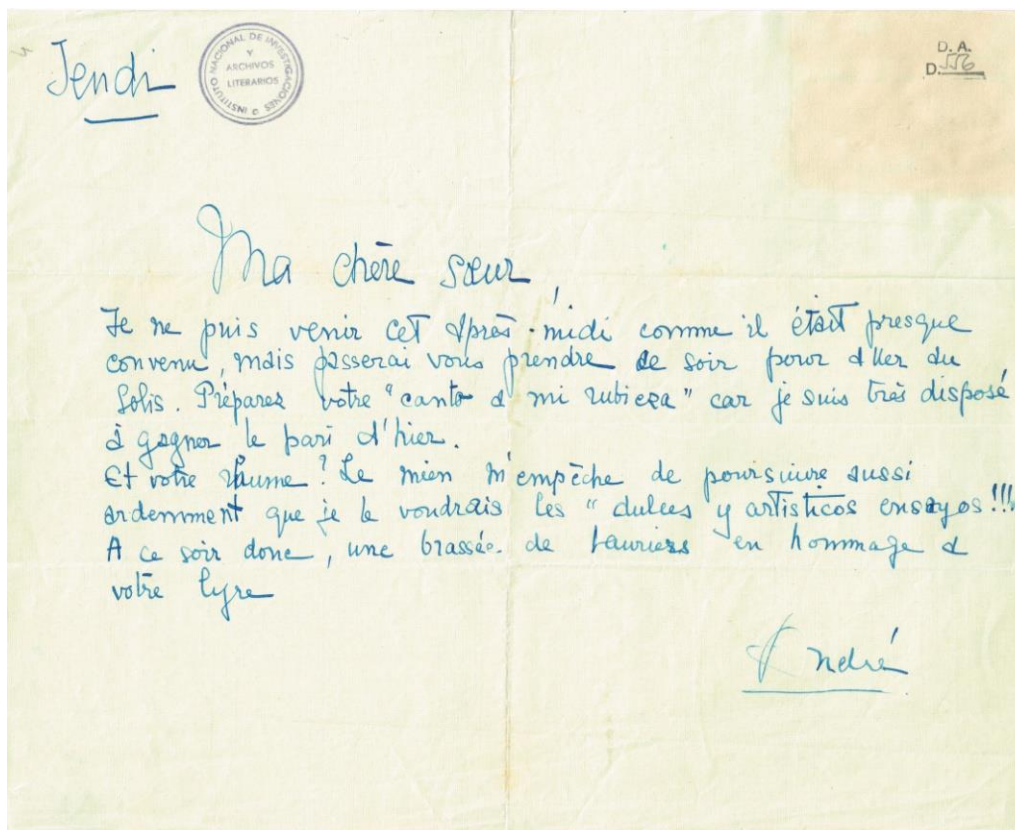 Jeudi
INSTITUTO NACIONAL DE INVESTIGACIONES
Y
ARCHIVOS
LITERARIOS
D. A.
D. 556
Ma chère sœur,
Je ne puis venir cet après-midi comme il était presque
convenu, mais passerai vous prendre ce soir pour aller au
Solis. Préparez votre "canto a mi rubieza" car je suis très disposé
à gagner le pari d'hier.
Et votre rhume? Le mien m'empêche de poursuivre aussi
ardemment que je le voudrais les "dulces y artisticos ensayos!!!
A ce soir donc, une brassée de lauriers en hommage à
votre lyre
André